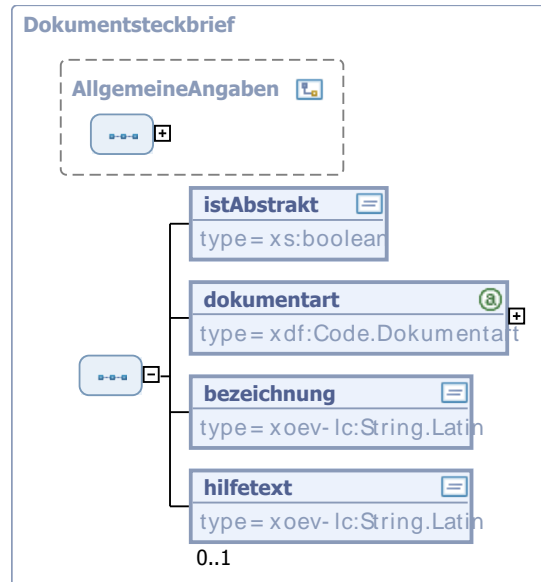 Dokumentsteckbrief
AllgemeineAngaben
istAbstrakt
type= xs:boolean
dokumentart
a
type= xdf:Code.Dokumentart
bezeichnung
type= xoev-lc:String.Latin
hilfetext
type= xoev-lc:String.Latin
0..1